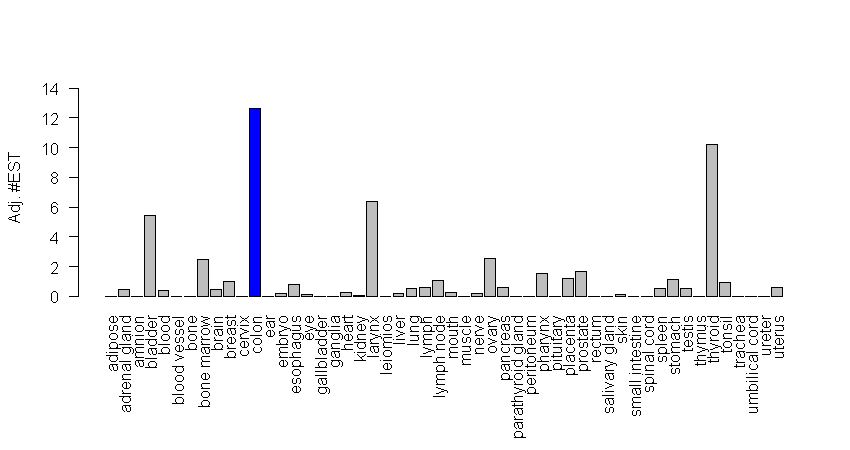 14
12
10
8
6
4
2
0
Adj. #EST
adipose
adrenal gland
amnion
bladder
blood
blood vessel
bone
bone marrow
brain
breast
cervix
colon
ear
embryo
esophagus
eye
gallbladder
ganglia
heart
kidney
larynx
leiomios
liver
lung
lymph
lymph node
mouth
muscle
nerve
ovary
pancreas
parathyroid gland
peritoneum
pharynx
pituitary
placenta
prostate
rectum
salivary gland
skin
small intestine
spinal cord
spleen
stomach
testis
thymus
thyroid
tonsil
trachea
umbilical cord
ureter
uterus